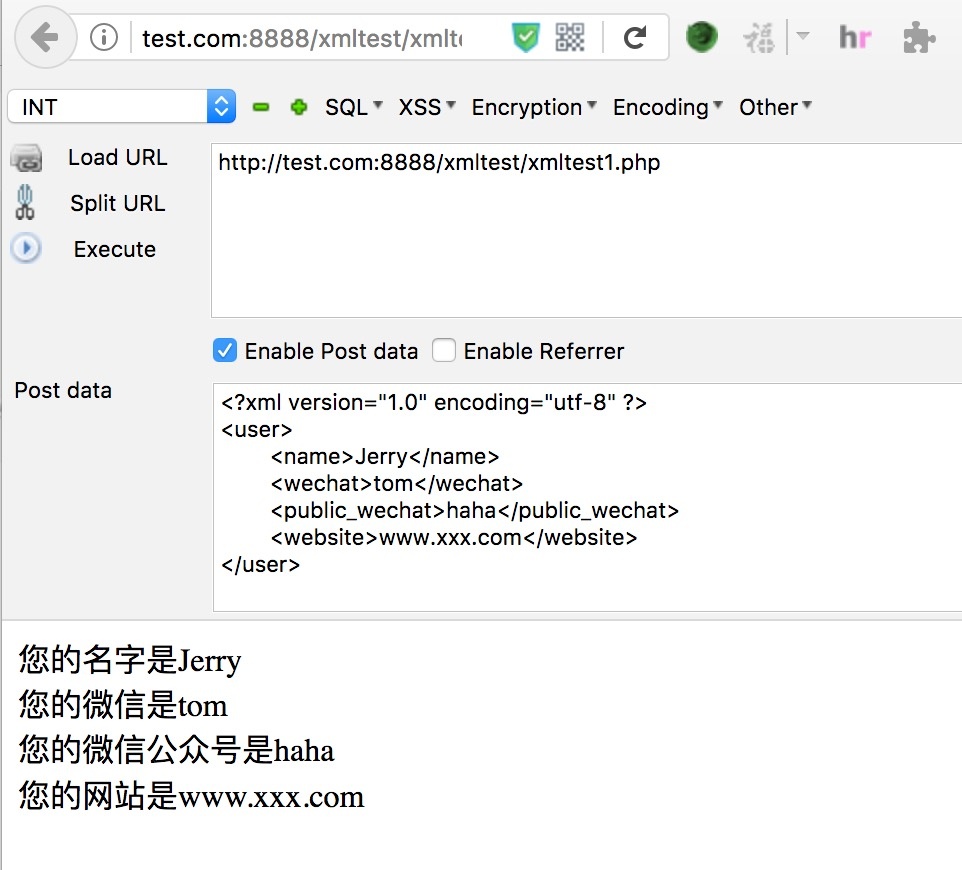 test.com:8888/xmltest/xmlt
hr
INT
SQL
XSS
Encryption
Encoding
Other
Load URL
http://test.com:8888/xmltest/xmltest1.php
Split URL
Execute
Enable Post data
Enable Referrer
Post data
<?xml version="1.0" encoding="utf-8" ?>
<user>
<name>Jerry</name>
<wechat>tom</wechat>
<public_wechat>haha</public_wechat>
<website>www.xxx.com</website>
</user>
您的名字是Jerry
您的微信是tom
您的微信公众号是haha
您的网站是www.xxx.com